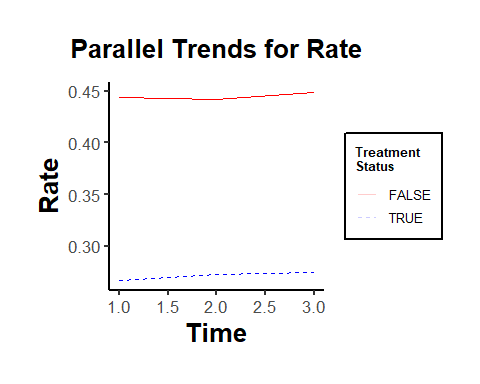 Parallel Trends for Rate
Rate
0.45
0.40
0.35
0.30
1.0 1.5 2.0 2.5 3.0
Time
Treatment
Status
FALSE
TRUE